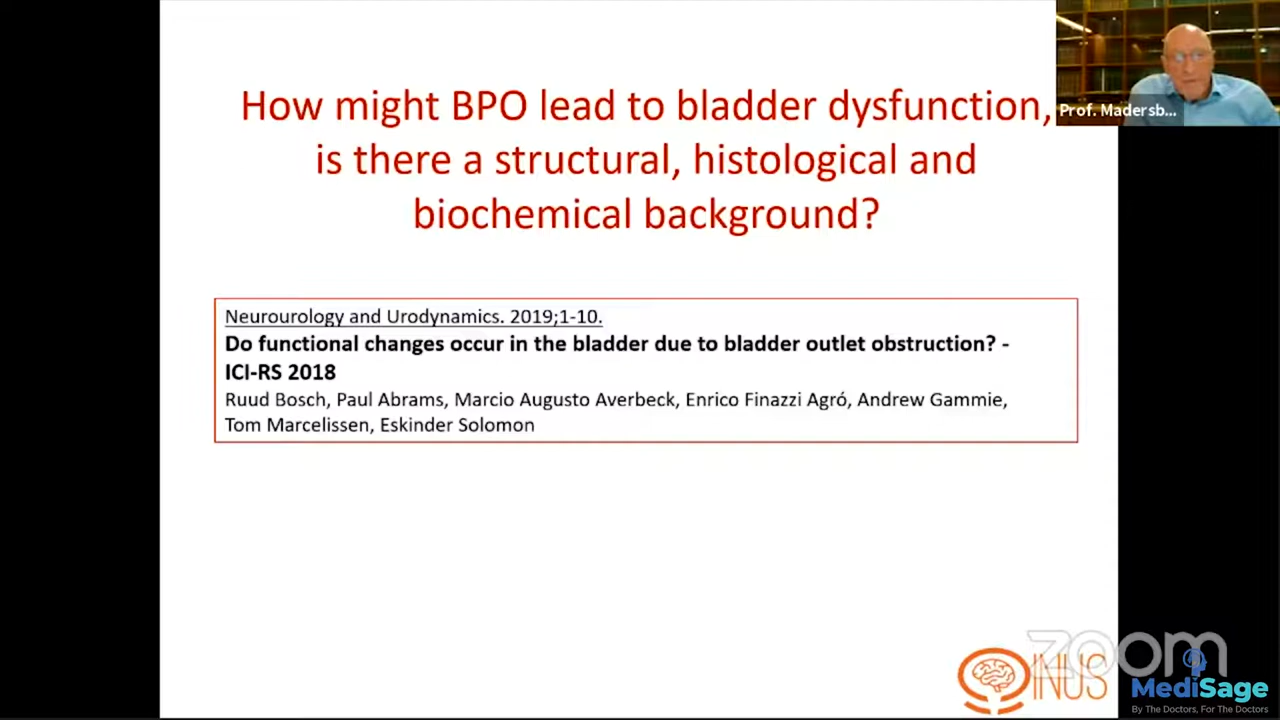 How might BPO lead to bladder dysfunction,
is there a structural, histological and
biochemical background?
Prof. Madersb...
Neurourology and Urodynamics. 2019;1-10.
Do functional changes occur in the bladder due to bladder outlet obstruction? -
ICI-RS 2018
Ruud Bosch, Paul Abrams, Marcio Augusto Averbeck, Enrico Finazzi Agró, Andrew Gammie,
Tom Marcelissen, Eskinder Solomon
zoom
INUS
MediSage
By The Doctors, For The Doctors